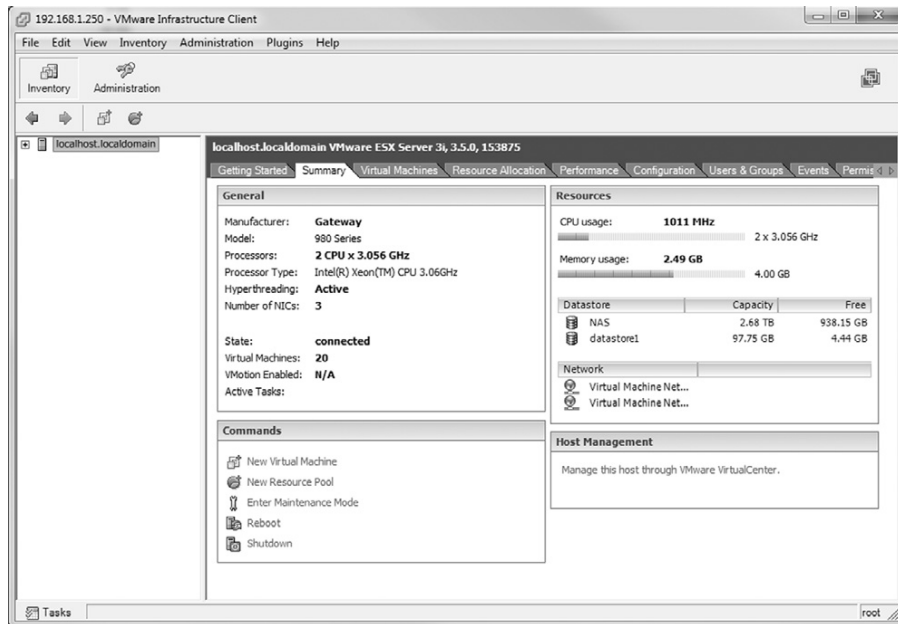 192.168.1.250 - VMware Infrastructure Client
File Edit View Inventory Administration Plugins Help
Inventory Administration
localhost.localdomain
localhost.localdomain VMware ESX Server 3i, 3.5.0, 153875
Getting Started Summary Virtual Machines Resource Allocation Performance Configuration Users & Groups Events Permis
General
Manufacturer: Gateway
Model: 980 Series
Processors: 2 CPU x 3.056 GHz
Processor Type: Intel(R) Xeon(TM) CPU 3.06GHz
Hyperthreading: Active
Number of NICs: 3
State: connected
Virtual Machines: 20
VMotion Enabled: N/A
Active Tasks:
Commands
New Virtual Machine
New Resource Pool
Enter Maintenance Mode
Reboot
Shutdown
Resources
CPU usage: 1011 MHz
2 x 3.056 GHz
Memory usage: 2.49 GB
4.00 GB
Datastore Capacity Free
NAS 2.68 TB 938.15 GB
datastore1 97.75 GB 4.44 GB
Network
Virtual Machine Net...
Virtual Machine Net...
Host Management
Manage this host through VMware VirtualCenter.
Tasks root